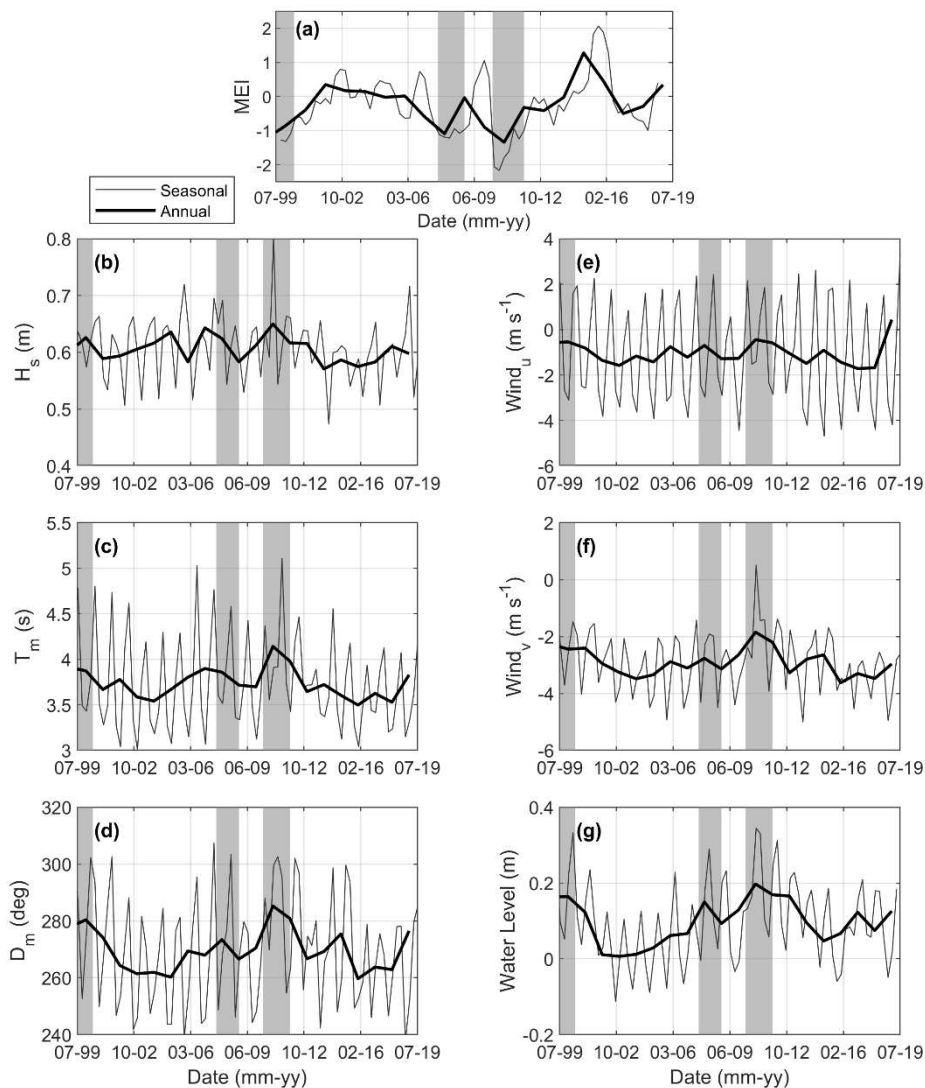 (a)
MEI
2
1
0
-1
-2
07-99 10-02 03-06 06-09 10-12 02-16 07-19
Date (mm-yy)
Seasonal
Annual
(b)
H_s (m)
0.8
0.7
0.6
0.5
0.4
07-99 10-02 03-06 06-09 10-12 02-16 07-19
(e)
Wind_u (m s⁻¹)
4
2
0
-2
-4
-6
07-99 10-02 03-06 06-09 10-12 02-16 07-19
(c)
T_m (s)
5.5
5
4.5
4
3.5
3
07-99 10-02 03-06 06-09 10-12 02-16 07-19
(f)
Wind_v (m s⁻¹)
2
0
-2
-4
-6
07-99 10-02 03-06 06-09 10-12 02-16 07-19
(d)
D_m (deg)
320
300
280
260
240
07-99 10-02 03-06 06-09 10-12 02-16 07-19
Date (mm-yy)
(g)
Water Level (m)
0.4
0.2
0
-0.2
07-99 10-02 03-06 06-09 10-12 02-16 07-19
Date (mm-yy)